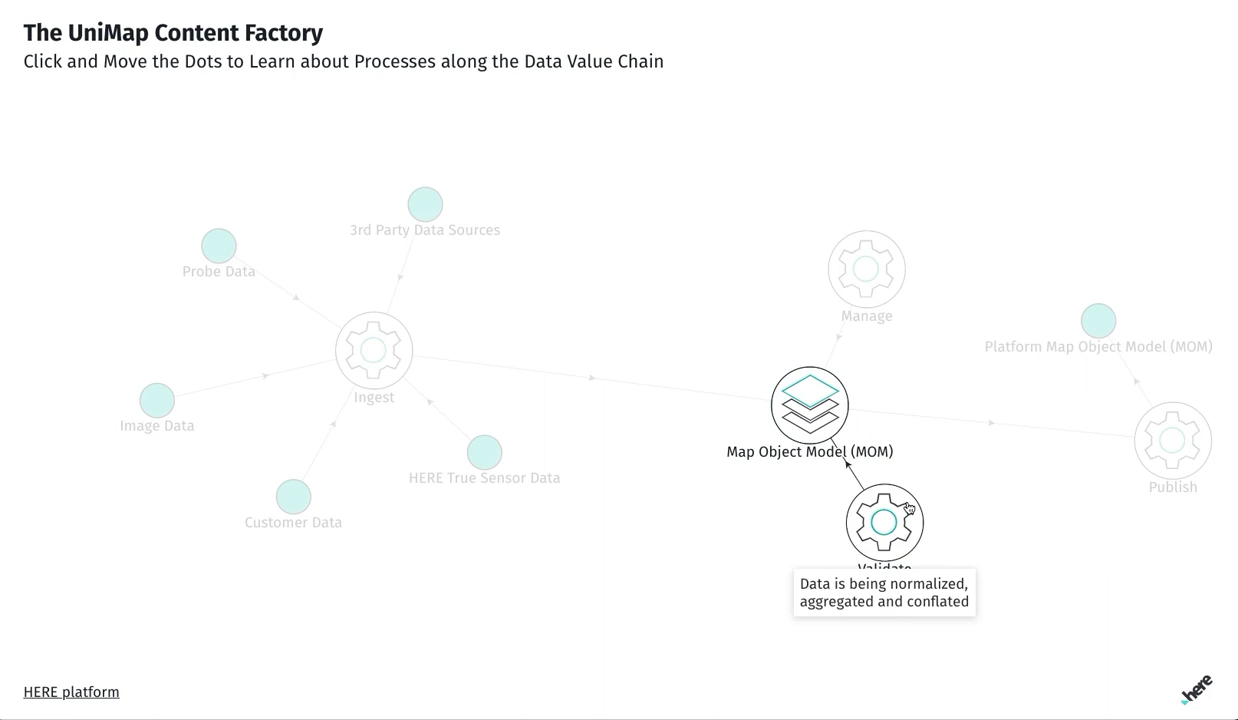 The UniMap Content Factory
Click and Move the Dots to Learn about Processes along the Data Value Chain
3rd Party Data Sources
Probe Data
Manage
Platform Map Object Model (MOM)
Ingest
Image Data
Map Object Model (MOM)
HERE True Sensor Data
Publish
Customer Data
Validate
Data is being normalized,
aggregated and conflated
HERE platform
here